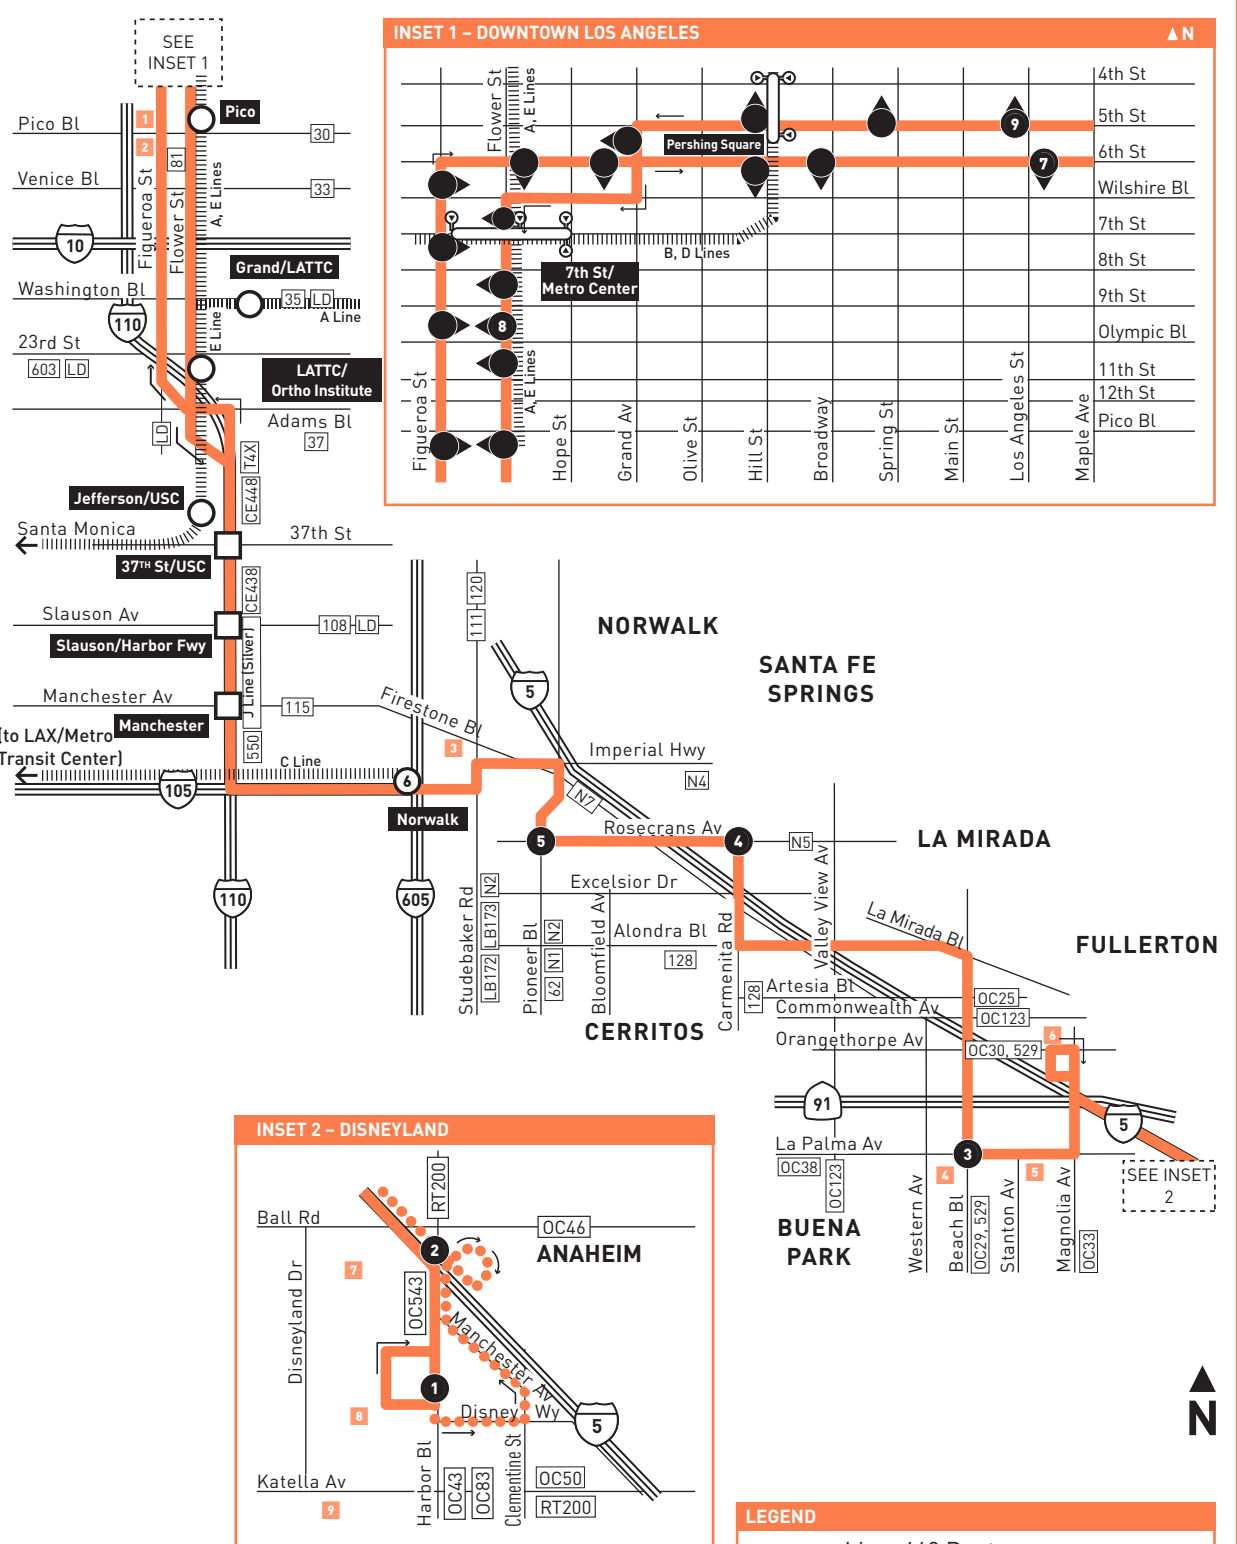 SEE
INSET 1
Pico
Pico Bl
1
30
2
81
Venice Bl
33
Figueroa St
Flower St
A, E Lines
10
Grand/LATTC
Washington Bl
35
LD
A Line
110
E Line
23rd St
603
LD
LATTC/
Ortho Institute
Adams Bl
37
LD
T4X
CE448
Jefferson/USC
Santa Monica
37th St
37TH St/USC
CE438
Slauson Av
108
LD
Slauson/Harbor Fwy
J Line (Silver)
Manchester Av
115
Manchester
(to LAX/Metro
Transit Center)
550
C Line
105
6
Norwalk
110
605
INSET 1 – DOWNTOWN LOS ANGELES
N
4th St
5th St
6th St
Wilshire Bl
7th St
8th St
9th St
Olympic Bl
11th St
12th St
Pico Bl
Flower St
A, E Lines
Pershing Square
9
7
B, D Lines
7th St/
Metro Center
8
A, E Lines
Figueroa St
Hope St
Grand Av
Olive St
Hill St
Broadway
Spring St
Main St
Los Angeles St
Maple Ave
120
111
NORWALK
SANTA FE
SPRINGS
5
Firestone Bl
3
Imperial Hwy
N4
N7
Rosecrans Av
5
4
N5
LA MIRADA
Excelsior Dr
N2
LB173
LB172
Studebaker Rd
Pioneer Bl
N2
N1
62
Bloomfield Av
Alondra Bl
128
Carmenita Rd
128
Valley View Av
La Mirada Bl
FULLERTON
CERRITOS
Artesia Bl
OC25
Commonwealth Av
OC123
Orangethorpe Av
OC30, 529
6
91
5
La Palma Av
OC38
OC123
3
4
5
SEE INSET
2
BUENA
PARK
Western Av
Beach Bl
OC29, 529
Stanton Av
Magnolia Av
OC33
INSET 2 – DISNEYLAND
RT200
Ball Rd
OC46
ANAHEIM
2
7
OC543
Disneyland Dr
Manchester Av
1
8
Disney Wy
5
Harbor Bl
OC43
OC83
Clementine St
OC50
RT200
Katella Av
9
N
LEGEND